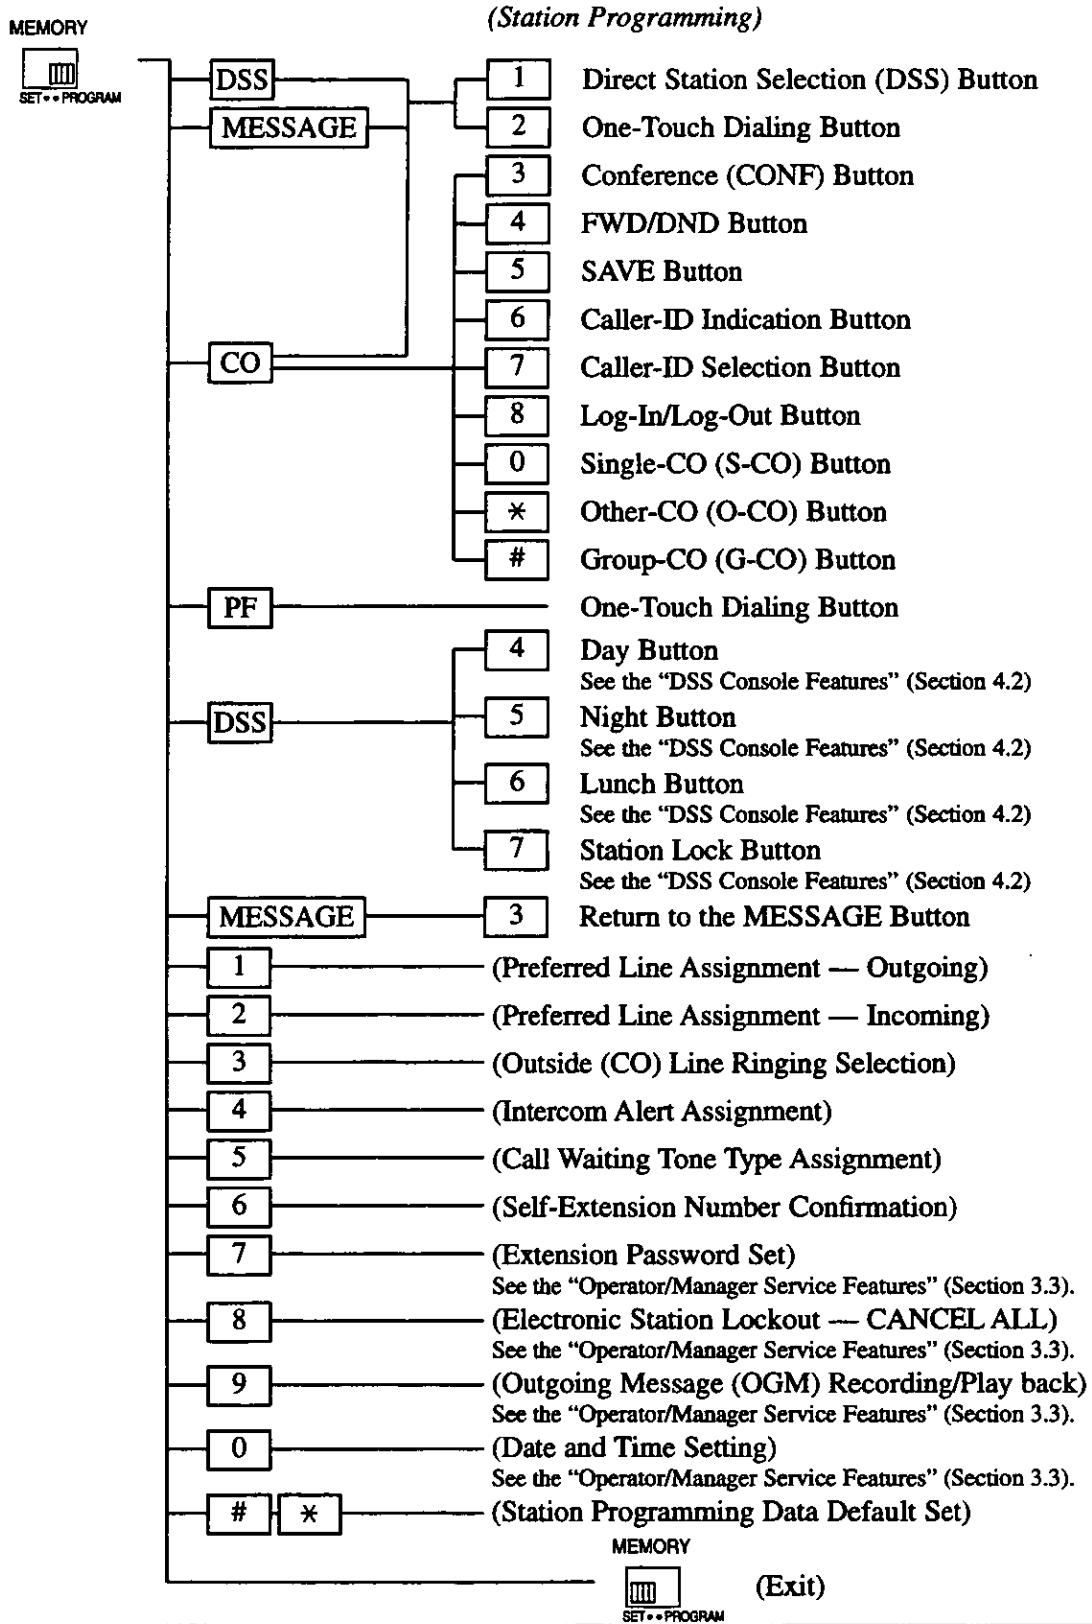 (Station Programming)
MEMORY
SET••PROGRAM
DSS 1 Direct Station Selection (DSS) Button
MESSAGE 2 One-Touch Dialing Button
3 Conference (CONF) Button
4 FWD/DND Button
5 SAVE Button
6 Caller-ID Indication Button
CO 7 Caller-ID Selection Button
8 Log-In/Log-Out Button
0 Single-CO (S-CO) Button
* Other-CO (O-CO) Button
# Group-CO (G-CO) Button
PF One-Touch Dialing Button
4 Day Button
See the “DSS Console Features” (Section 4.2)
DSS 5 Night Button
See the “DSS Console Features” (Section 4.2)
6 Lunch Button
See the “DSS Console Features” (Section 4.2)
7 Station Lock Button
See the “DSS Console Features” (Section 4.2)
MESSAGE 3 Return to the MESSAGE Button
1 (Preferred Line Assignment — Outgoing)
2 (Preferred Line Assignment — Incoming)
3 (Outside (CO) Line Ringing Selection)
4 (Intercom Alert Assignment)
5 (Call Waiting Tone Type Assignment)
6 (Self-Extension Number Confirmation)
7 (Extension Password Set)
See the “Operator/Manager Service Features” (Section 3.3).
8 (Electronic Station Lockout — CANCEL ALL)
See the “Operator/Manager Service Features” (Section 3.3).
9 (Outgoing Message (OGM) Recording/Play back)
See the “Operator/Manager Service Features” (Section 3.3).
0 (Date and Time Setting)
See the “Operator/Manager Service Features” (Section 3.3).
# * (Station Programming Data Default Set)
MEMORY
(Exit)
SET••PROGRAM